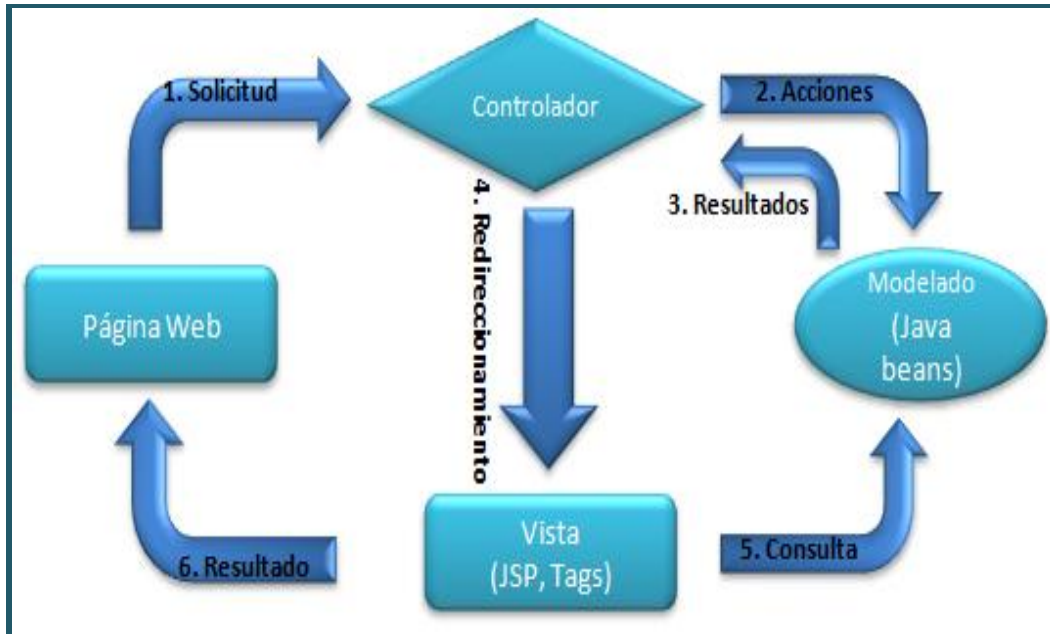 1. Solicitud
Controlador
2. Acciones
3. Resultados
4. Redireccionamiento
Página Web
Modelado
(Java
beans)
Vista
(JSP, Tags)
5. Consulta
6. Resultado